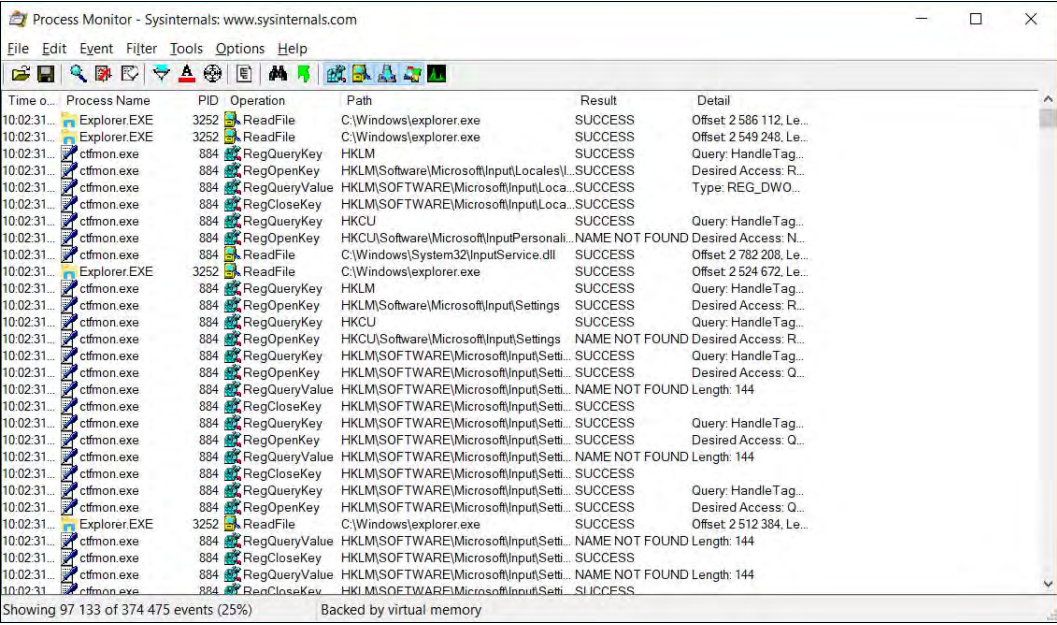 Process Monitor - Sysinternals: www.sysinternals.com
File Edit Event Filter Tools Options Help
Time o... Process Name PID Operation Path Result Detail
10:02:31... Explorer.EXE 3252 ReadFile C:\Windows\explorer.exe SUCCESS Offset: 2 586 112, Le...
10:02:31... Explorer.EXE 3252 ReadFile C:\Windows\explorer.exe SUCCESS Offset: 2 549 248, Le...
10:02:31... ctfmon.exe 884 RegQueryKey HKLM SUCCESS Query: HandleTag...
10:02:31... ctfmon.exe 884 RegOpenKey HKLM\Software\Microsoft\Input\Locales\l... SUCCESS Desired Access: R...
10:02:31... ctfmon.exe 884 RegQueryValue HKLM\SOFTWARE\Microsoft\Input\Loca... SUCCESS Type: REG_DWO...
10:02:31... ctfmon.exe 884 RegCloseKey HKLM\SOFTWARE\Microsoft\Input\Loca... SUCCESS
10:02:31... ctfmon.exe 884 RegQueryKey HKCU SUCCESS Query: HandleTag...
10:02:31... ctfmon.exe 884 RegOpenKey HKCU\Software\Microsoft\InputPersonali... NAME NOT FOUND Desired Access: N...
10:02:31... ctfmon.exe 884 ReadFile C:\Windows\System32\InputService.dll SUCCESS Offset: 2 782 208, Le...
10:02:31... Explorer.EXE 3252 ReadFile C:\Windows\explorer.exe SUCCESS Offset: 2 524 672, Le...
10:02:31... ctfmon.exe 884 RegQueryKey HKLM SUCCESS Query: HandleTag...
10:02:31... ctfmon.exe 884 RegOpenKey HKLM\Software\Microsoft\Input\Settings SUCCESS Desired Access: R...
10:02:31... ctfmon.exe 884 RegQueryKey HKCU SUCCESS Query: HandleTag...
10:02:31... ctfmon.exe 884 RegOpenKey HKCU\Software\Microsoft\Input\Settings NAME NOT FOUND Desired Access: R...
10:02:31... ctfmon.exe 884 RegQueryKey HKLM\SOFTWARE\Microsoft\Input\Setti... SUCCESS Query: HandleTag...
10:02:31... ctfmon.exe 884 RegOpenKey HKLM\SOFTWARE\Microsoft\Input\Setti... SUCCESS Desired Access: Q...
10:02:31... ctfmon.exe 884 RegQueryValue HKLM\SOFTWARE\Microsoft\Input\Setti... NAME NOT FOUND Length: 144
10:02:31... ctfmon.exe 884 RegCloseKey HKLM\SOFTWARE\Microsoft\Input\Setti... SUCCESS
10:02:31... ctfmon.exe 884 RegQueryKey HKLM\SOFTWARE\Microsoft\Input\Setti... SUCCESS Query: HandleTag...
10:02:31... ctfmon.exe 884 RegOpenKey HKLM\SOFTWARE\Microsoft\Input\Setti... SUCCESS Desired Access: Q...
10:02:31... ctfmon.exe 884 RegQueryValue HKLM\SOFTWARE\Microsoft\Input\Setti... NAME NOT FOUND Length: 144
10:02:31... ctfmon.exe 884 RegCloseKey HKLM\SOFTWARE\Microsoft\Input\Setti... SUCCESS
10:02:31... ctfmon.exe 884 RegQueryKey HKLM\SOFTWARE\Microsoft\Input\Setti... SUCCESS Query: HandleTag...
10:02:31... ctfmon.exe 884 RegOpenKey HKLM\SOFTWARE\Microsoft\Input\Setti... SUCCESS Desired Access: Q...
10:02:31... Explorer.EXE 3252 ReadFile C:\Windows\explorer.exe SUCCESS Offset: 2 512 384, Le...
10:02:31... ctfmon.exe 884 RegQueryValue HKLM\SOFTWARE\Microsoft\Input\Setti... NAME NOT FOUND Length: 144
10:02:31... ctfmon.exe 884 RegCloseKey HKLM\SOFTWARE\Microsoft\Input\Setti... SUCCESS
10:02:31... ctfmon.exe 884 RegQueryValue HKLM\SOFTWARE\Microsoft\Input\Setti... NAME NOT FOUND Length: 144
10:02:31... ctfmon.exe 884 RegCloseKey HKLM\SOFTWARE\Microsoft\Input\Setti... SUCCESS
Showing 97 133 of 374 475 events (25%) Backed by virtual memory